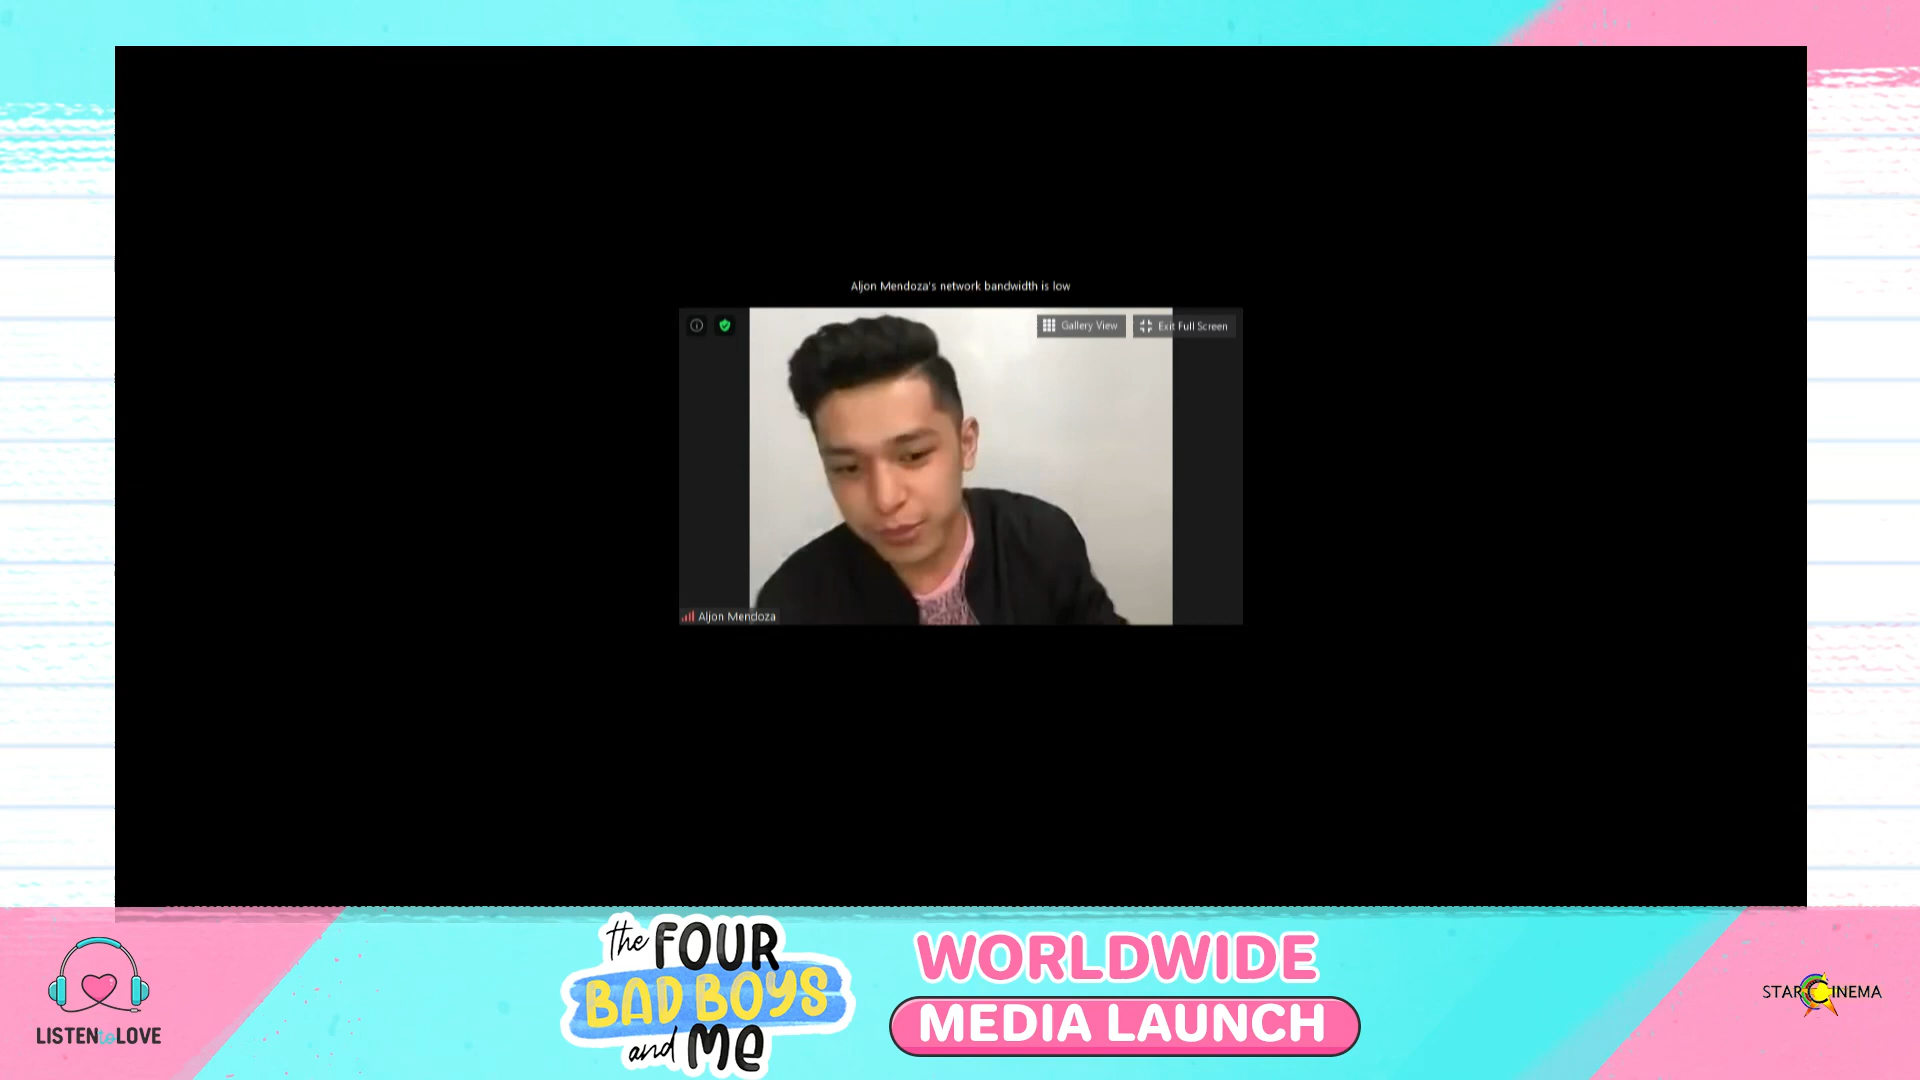 Aljon Mendoza's network bandwidth is low
Gallery View
Exit Full Screen
Aljon Mendoza
LISTEN to LOVE
the FOUR
BAD BOYS
and Me
WORLDWIDE
MEDIA LAUNCH
STAR CINEMA